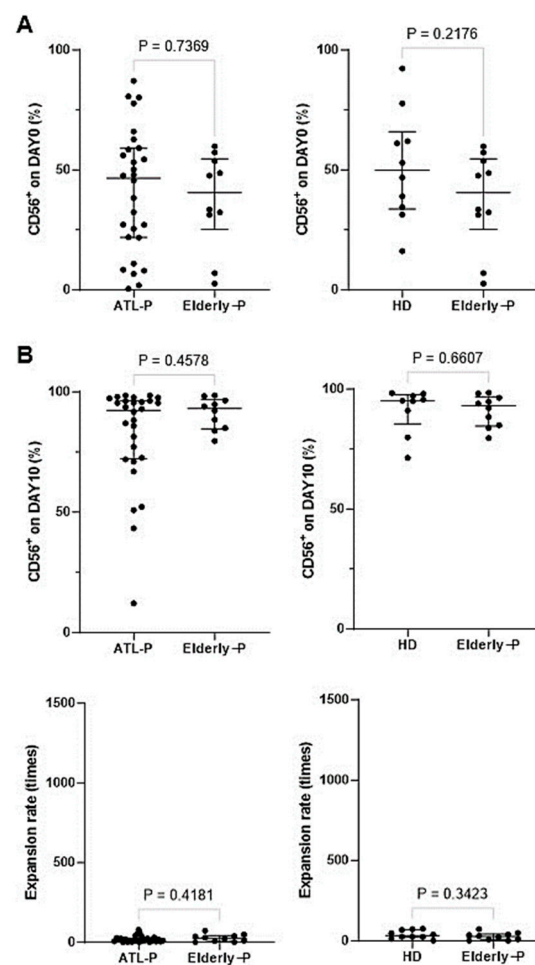 A
P = 0.7369
CD56+ on DAY0 (%)
100
50
0
ATL-P Elderly-P
P = 0.2176
CD56+ on DAY0 (%)
100
50
0
HD Elderly-P
B
P = 0.4578
CD56+ on DAY10 (%)
100
50
0
ATL-P Elderly-P
P = 0.6607
CD56+ on DAY10 (%)
100
50
0
HD Elderly-P
Expansion rate (times)
1500
1000
500
0
P = 0.4181
ATL-P Elderly-P
Expansion rate (times)
1500
1000
500
0
P = 0.3423
HD Elderly-P